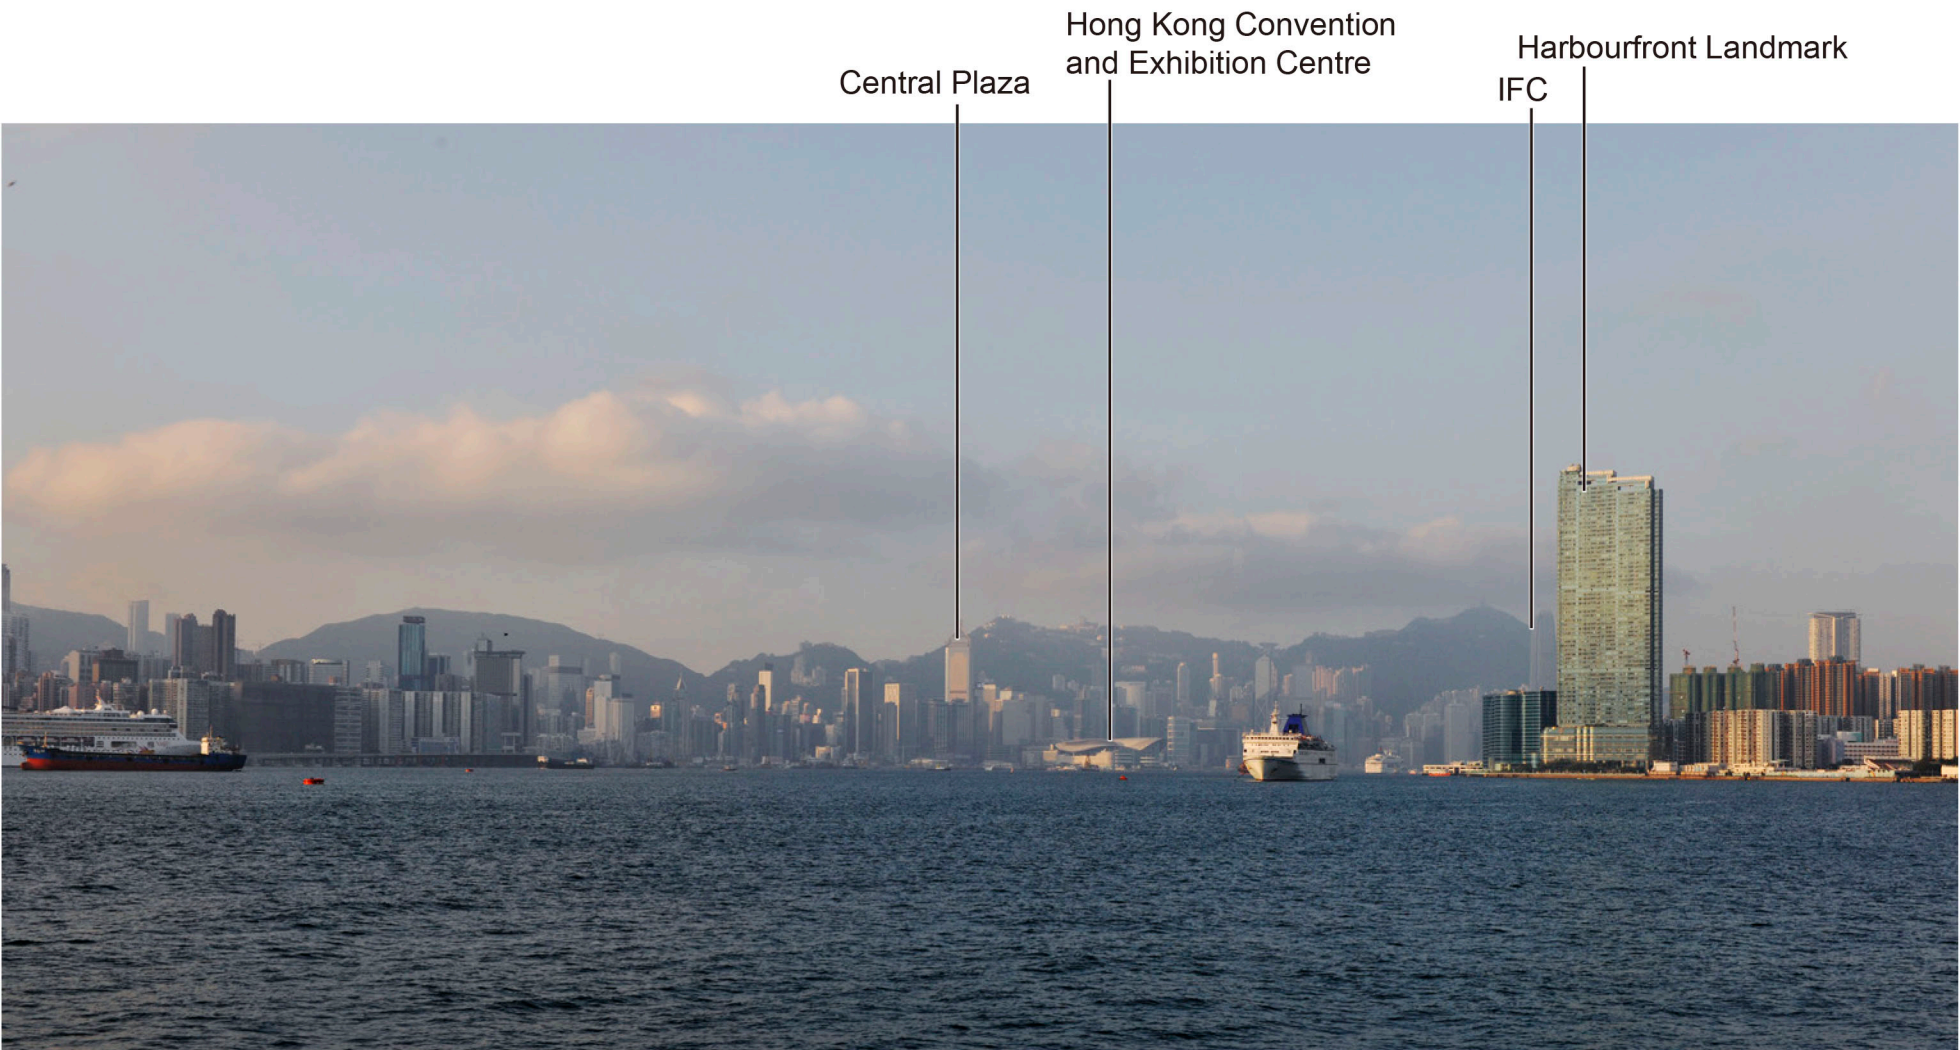 Hong Kong Convention
and Exhibition Centre
Harbourfront Landmark
Central Plaza
IFC